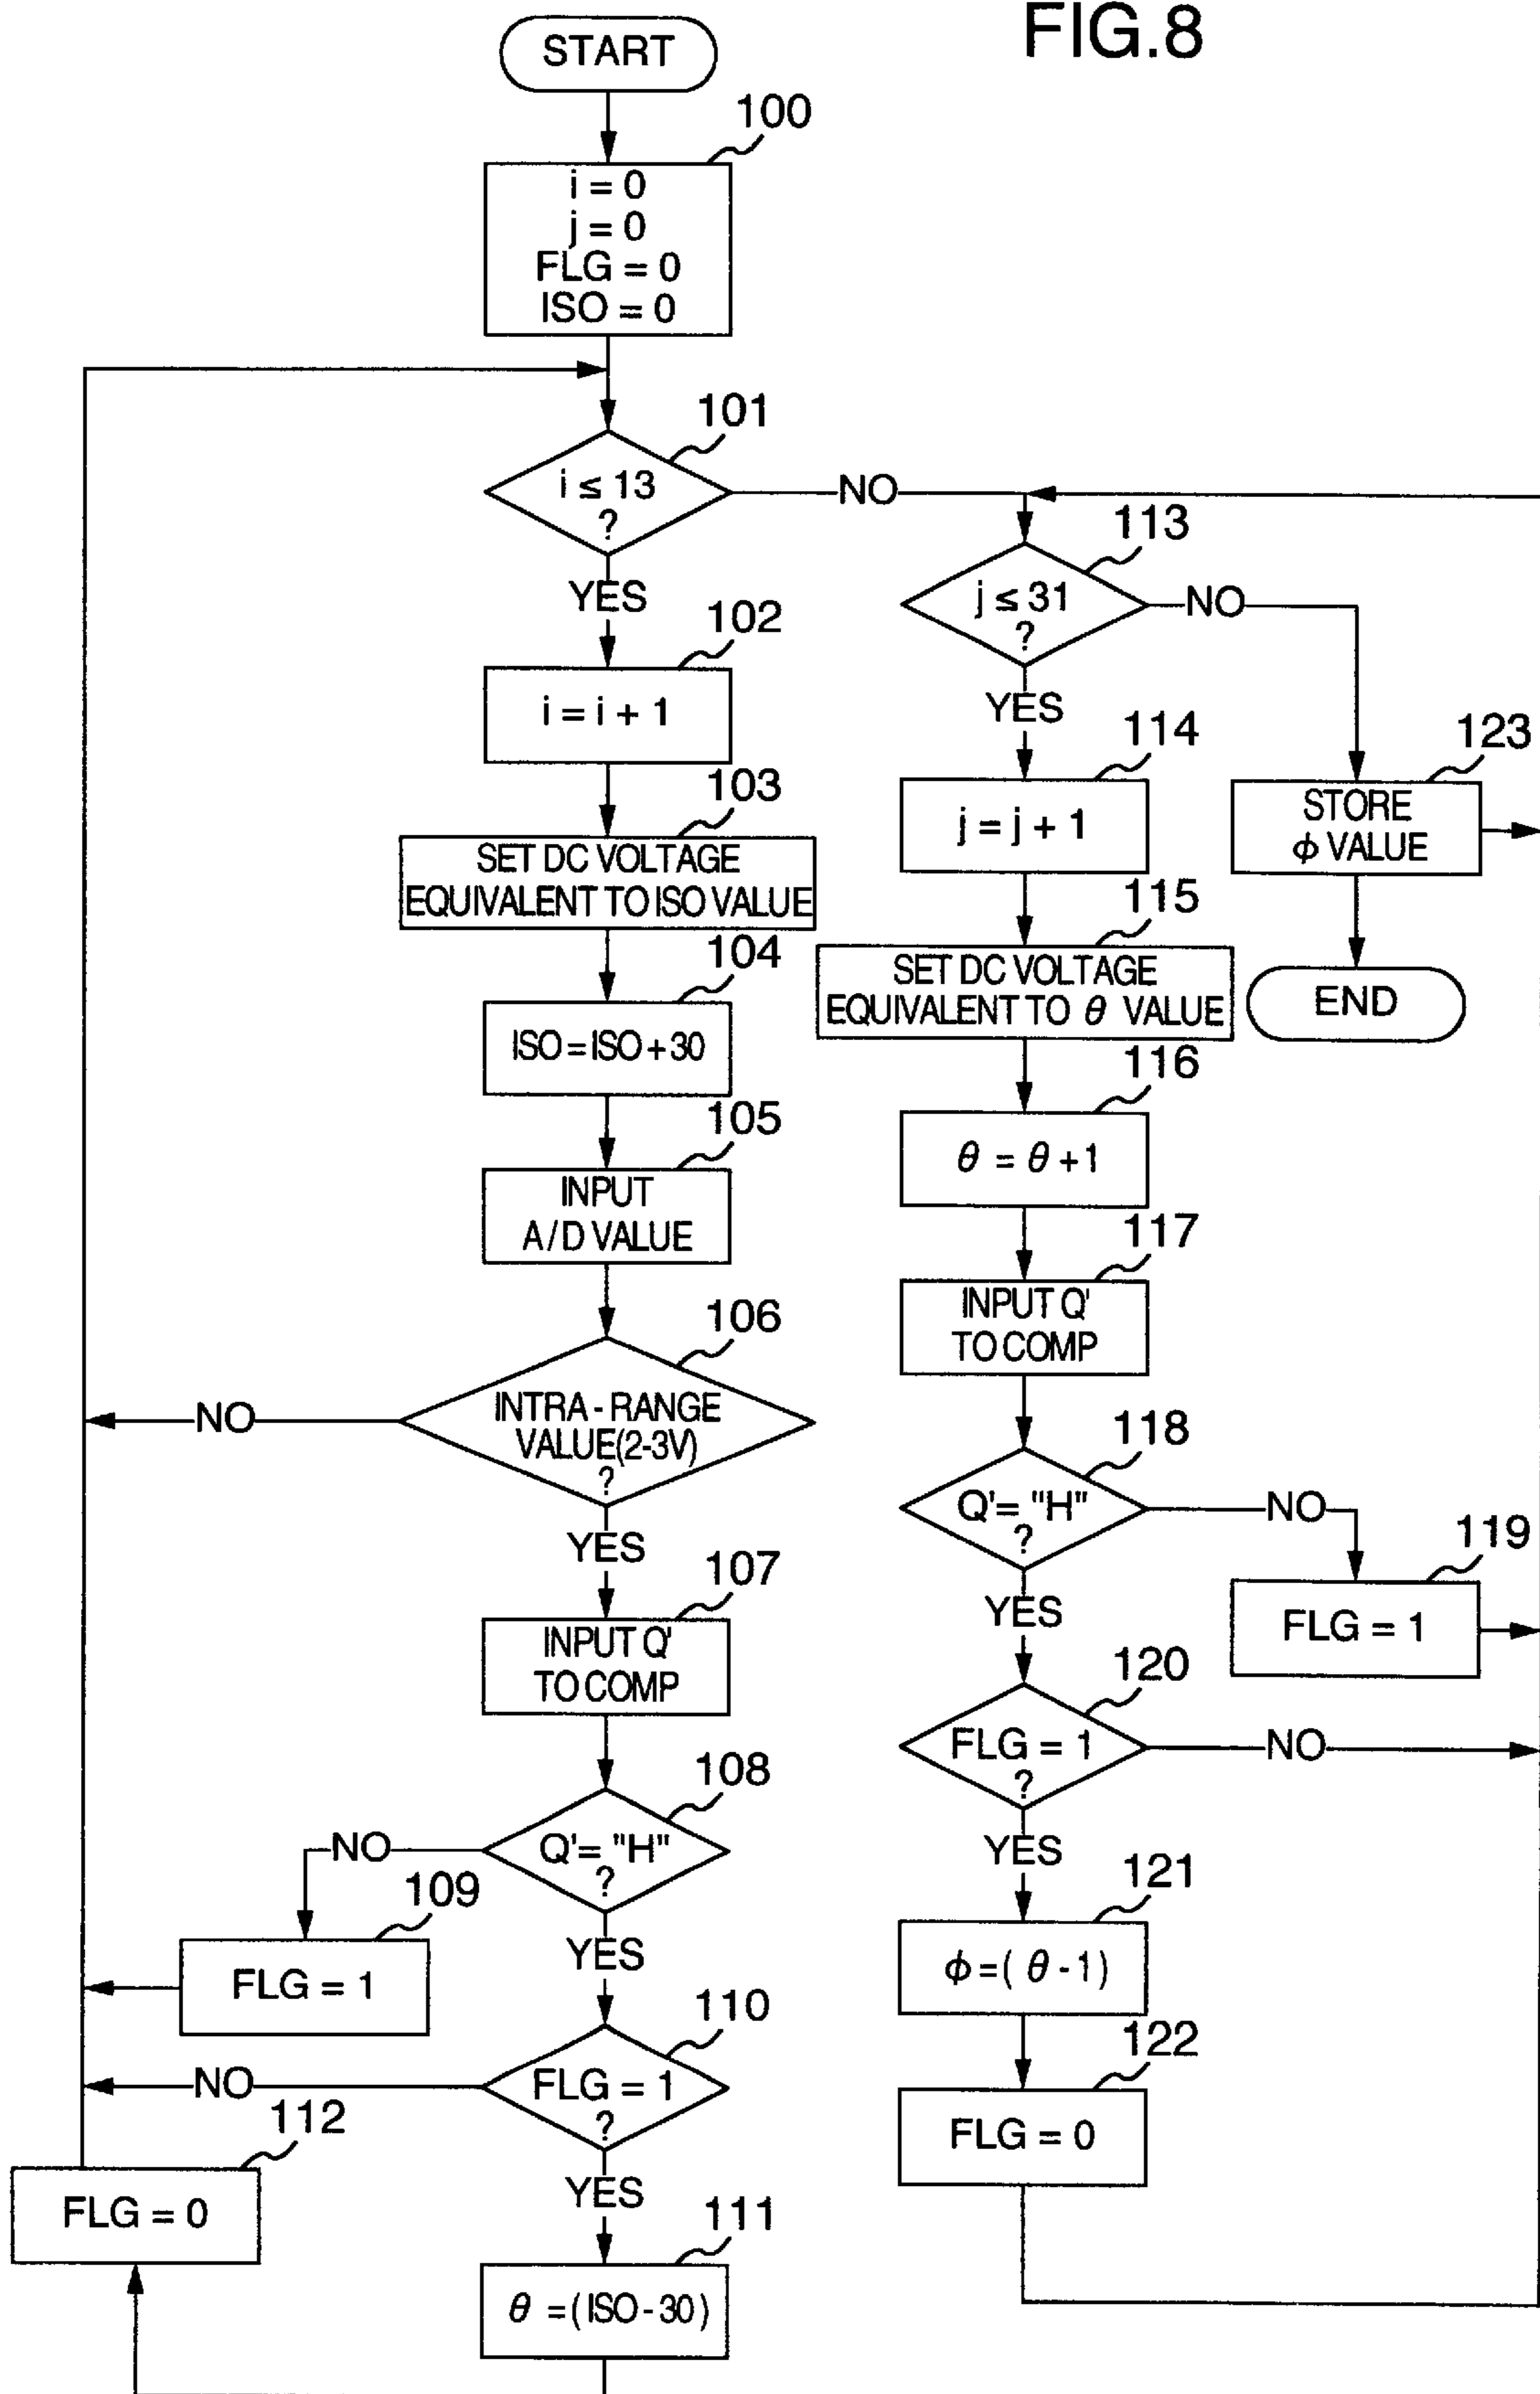 FIG.8
START
100
i = 0
j = 0
FLG = 0
ISO = 0
101
i ≤ 13
?
NO
YES
102
i = i + 1
103
SET DC VOLTAGE
EQUIVALENT TO ISO VALUE
104
ISO = ISO + 30
105
INPUT
A/D VALUE
106
INTRA - RANGE
VALUE(2-3V)
?
NO
YES
107
INPUT Q'
TO COMP
108
Q'= "H"
?
NO
109
FLG = 1
YES
110
FLG = 1
?
NO
112
FLG = 0
YES
111
θ = (ISO - 30)
113
j ≤ 31
?
NO
YES
114
j = j + 1
123
STORE
ϕ VALUE
END
115
SET DC VOLTAGE
EQUIVALENT TO θ VALUE
116
θ = θ +1
117
INPUT Q'
TO COMP
118
Q'= "H"
?
NO
119
FLG = 1
YES
120
FLG = 1
?
NO
YES
121
ϕ = ( θ - 1)
122
FLG = 0